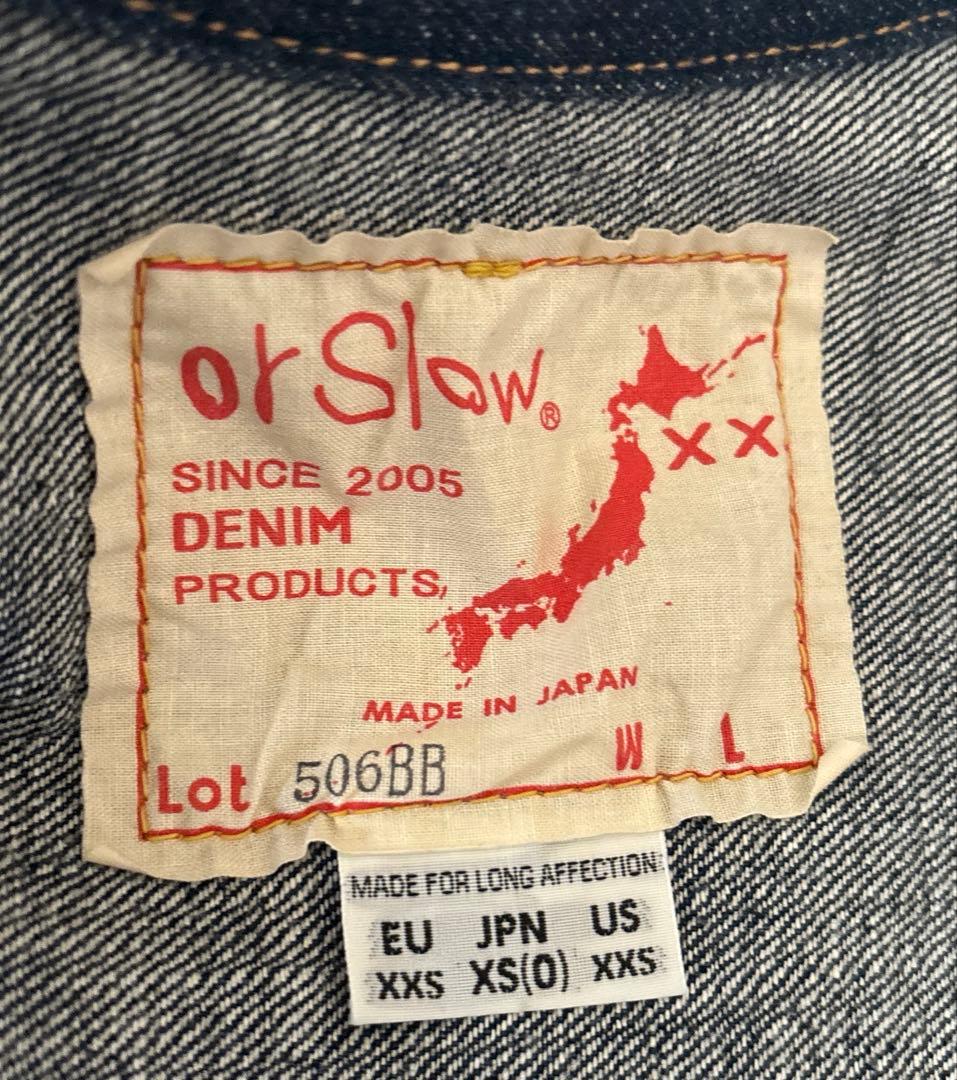 orSlow®
XX
SINCE 2005
DENIM
PRODUCTS,
MADE IN JAPAN
W L
Lot 506BB
MADE FOR LONG AFFECTION
EU JPN US
XXS XS(0) XXS